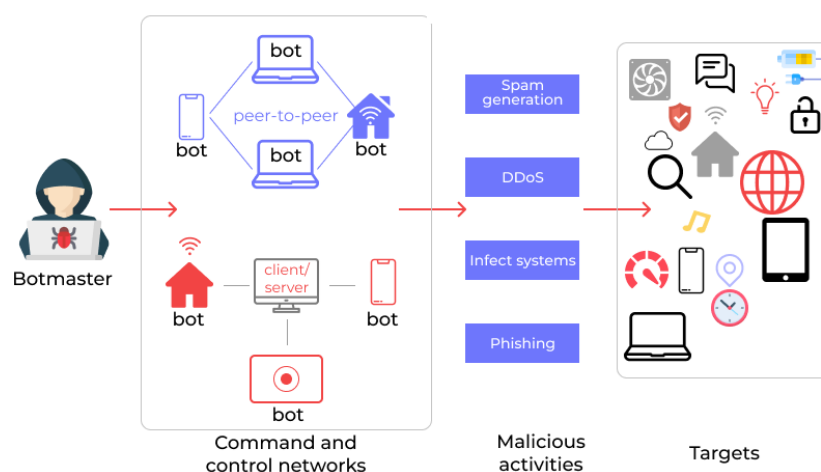 Botmaster
bot
bot
peer-to-peer
bot
bot
bot
client/
server
bot
bot
bot
Command and
control networks
Spam
generation
DDoS
Infect systems
Phishing
Malicious
activities
Targets